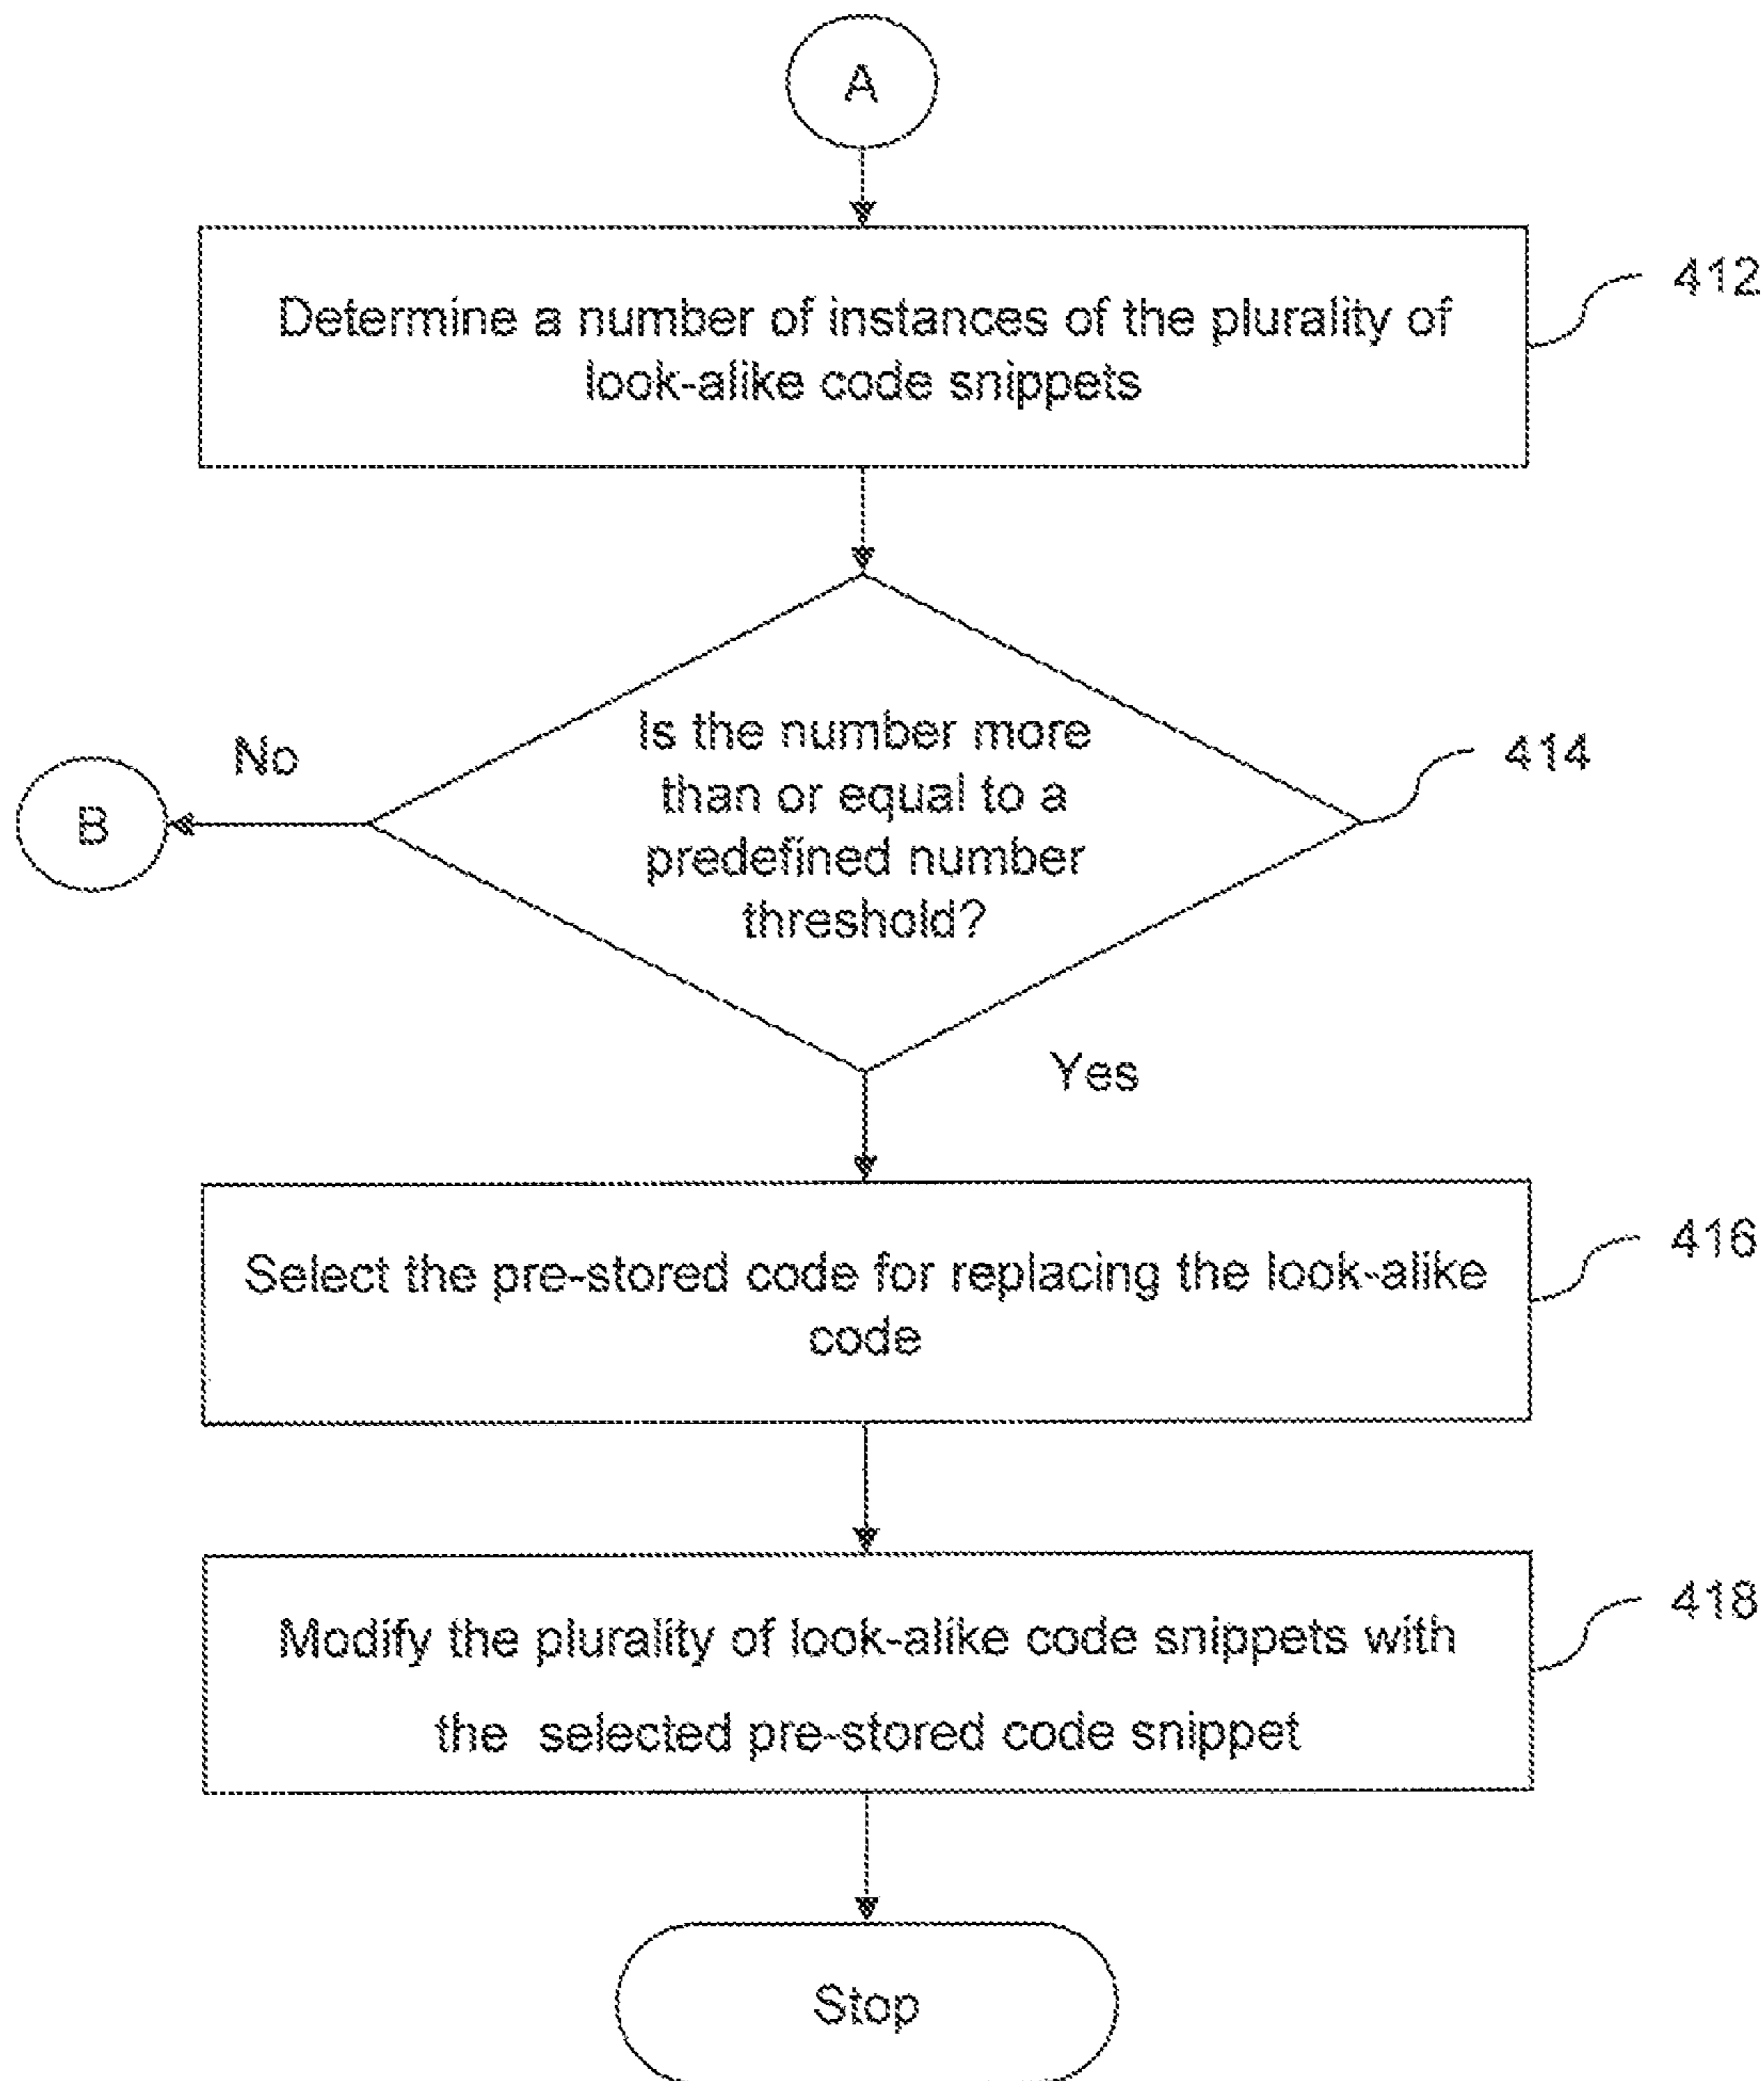 A
Determine a number of instances of the plurality of
look-alike code snippets
412
Is the number more
than or equal to a
predefined number
threshold?
414
No
B
Yes
Select the pre-stored code for replacing the look-alike
code
416
Modify the plurality of look-alike code snippets with
the selected pre-stored code snippet
418
Stop